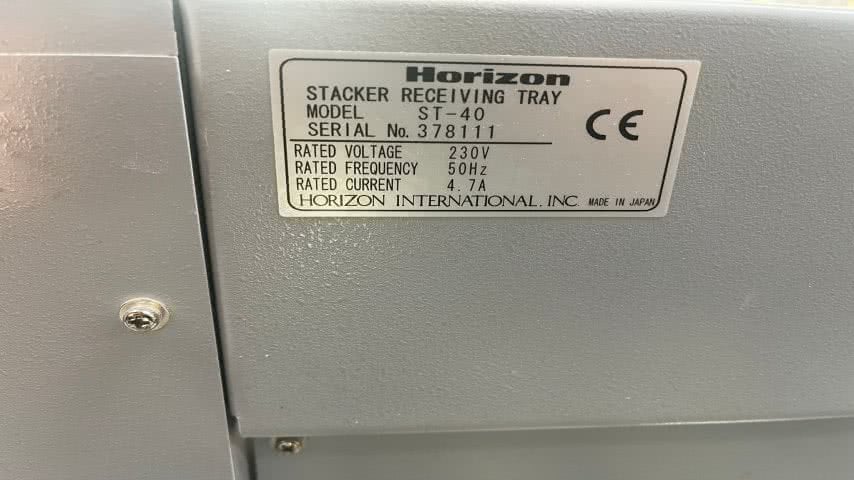 Horizon
STACKER RECEIVING TRAY
MODEL ST-40
SERIAL No. 378111
CE
RATED VOLTAGE 230V
RATED FREQUENCY 50Hz
RATED CURRENT 4.7A
HORIZON INTERNATIONAL, INC. MADE IN JAPAN